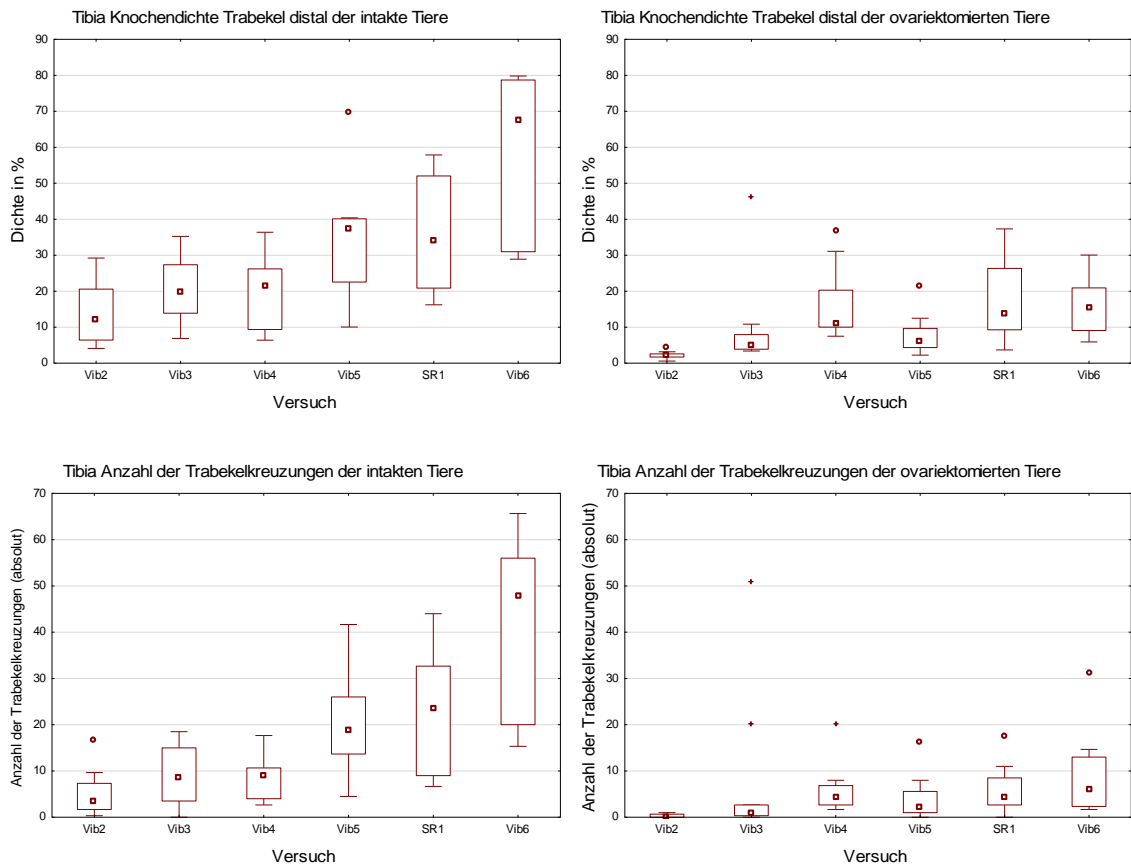 Tibia Knochendichte Trabekel distal der intakte Tiere
Dichte in %
90
80
70
60
50
40
30
20
10
0
Vib2 Vib3 Vib4 Vib5 SR1 Vib6
Versuch
Tibia Knochendichte Trabekel distal der ovariektomierten Tiere
Dichte in %
90
80
70
60
50
40
30
20
10
0
Vib2 Vib3 Vib4 Vib5 SR1 Vib6
Versuch
Tibia Anzahl der Trabekelkreuzungen der intakten Tiere
Anzahl der Trabekelkreuzungen (absolut)
70
60
50
40
30
20
10
0
Vib2 Vib3 Vib4 Vib5 SR1 Vib6
Versuch
Tibia Anzahl der Trabekelkreuzungen der ovariektomierten Tiere
Anzahl der Trabekelkreuzungen (absolut)
70
60
50
40
30
20
10
0
Vib2 Vib3 Vib4 Vib5 SR1 Vib6
Versuch